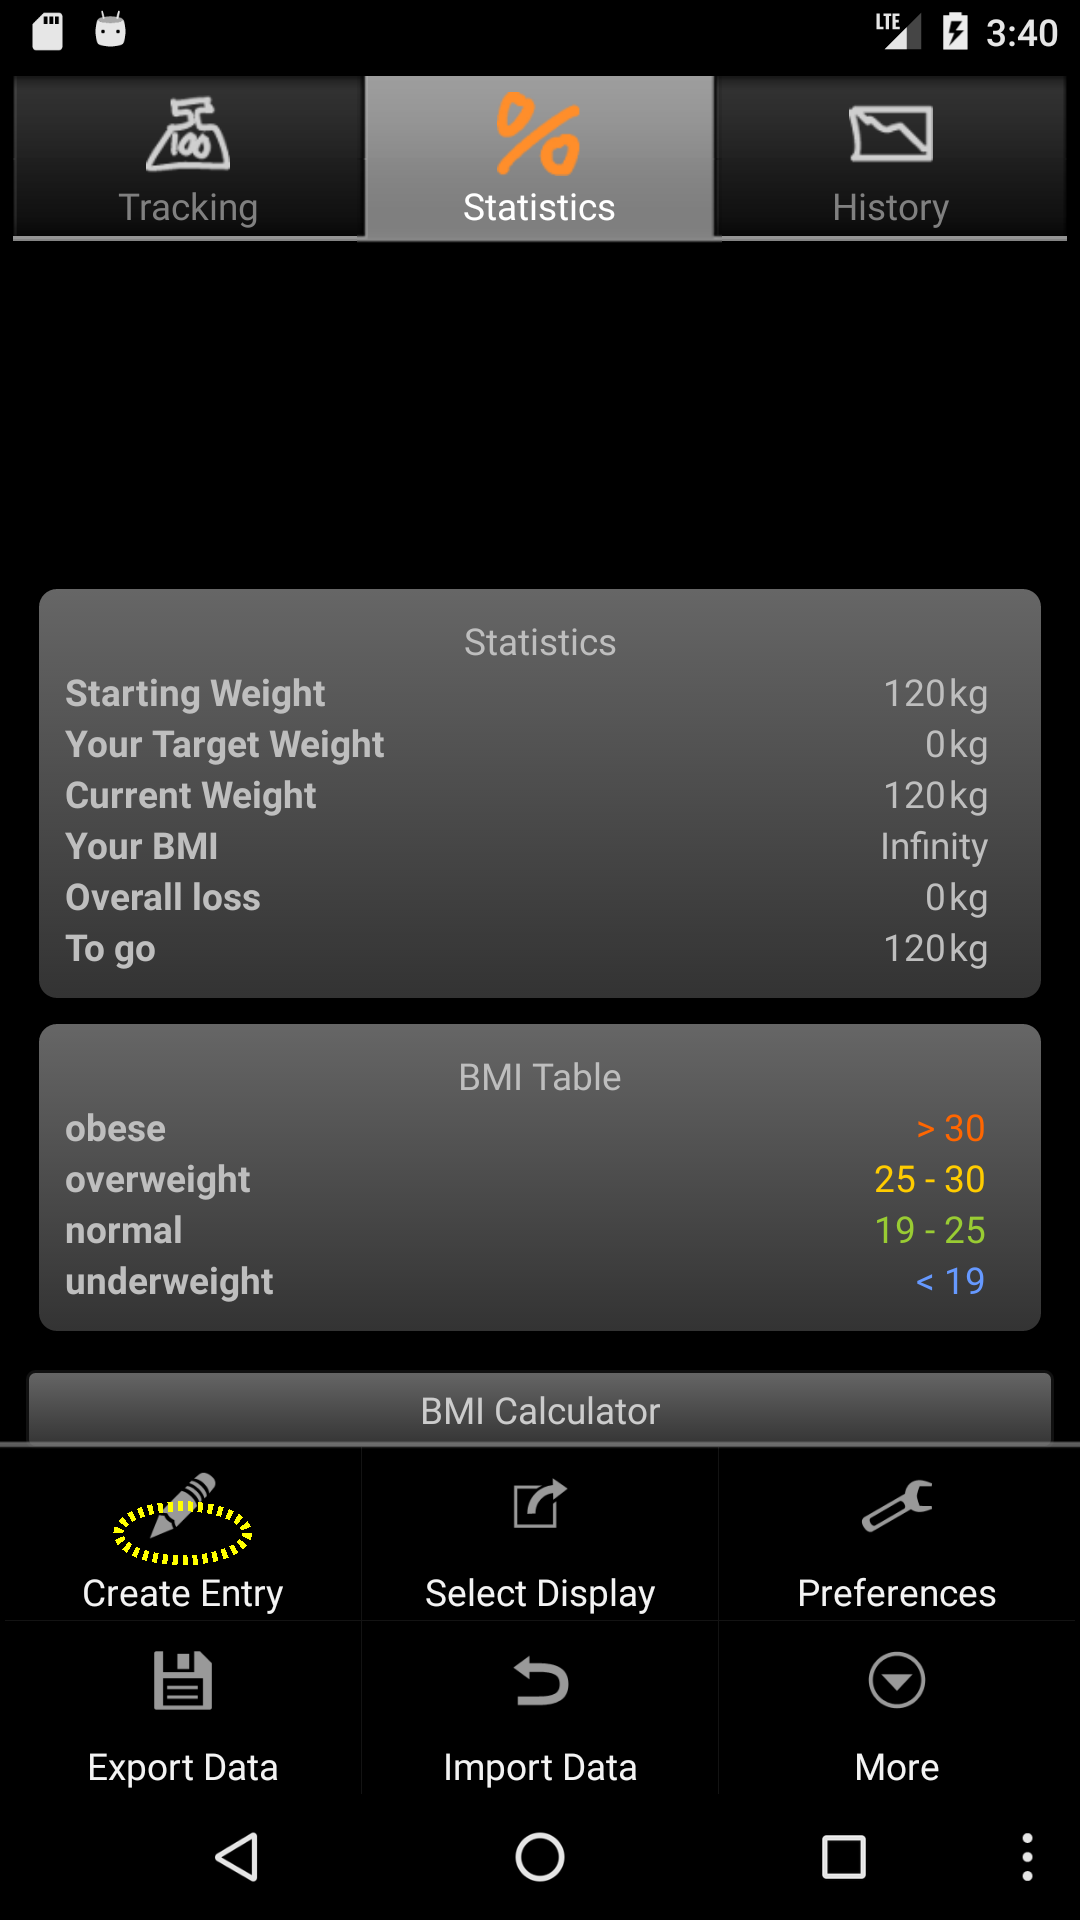 LTE 3:40
100
Tracking Statistics History
Statistics
Starting Weight 120kg
Your Target Weight 0kg
Current Weight 120kg
Your BMI Infinity
Overall loss 0kg
To go 120kg
BMI Table
obese > 30
overweight 25 - 30
normal 19 - 25
underweight < 19
BMI Calculator
Create Entry Select Display Preferences
Export Data Import Data More